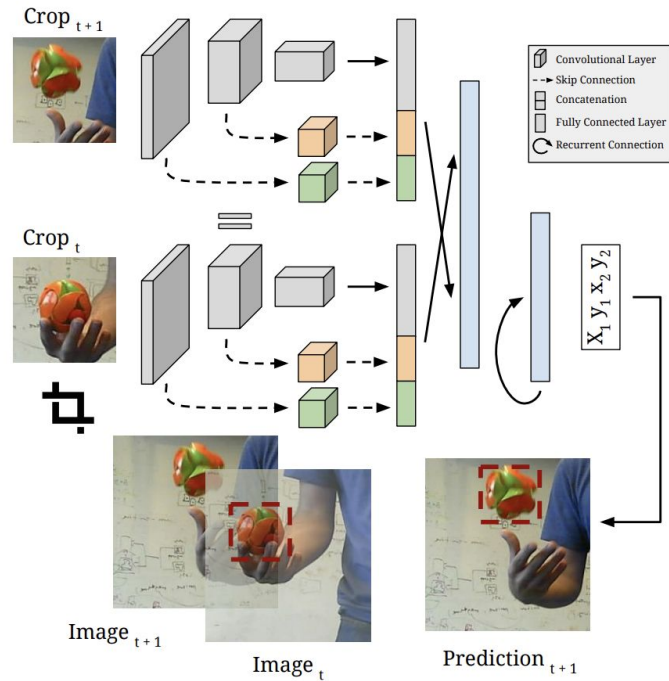 Crop t + 1
Convolutional Layer
Skip Connection
Concatenation
Fully Connected Layer
Recurrent Connection
Crop t
X1 y1 x2 y2
Image t + 1
Image t
Prediction t + 1